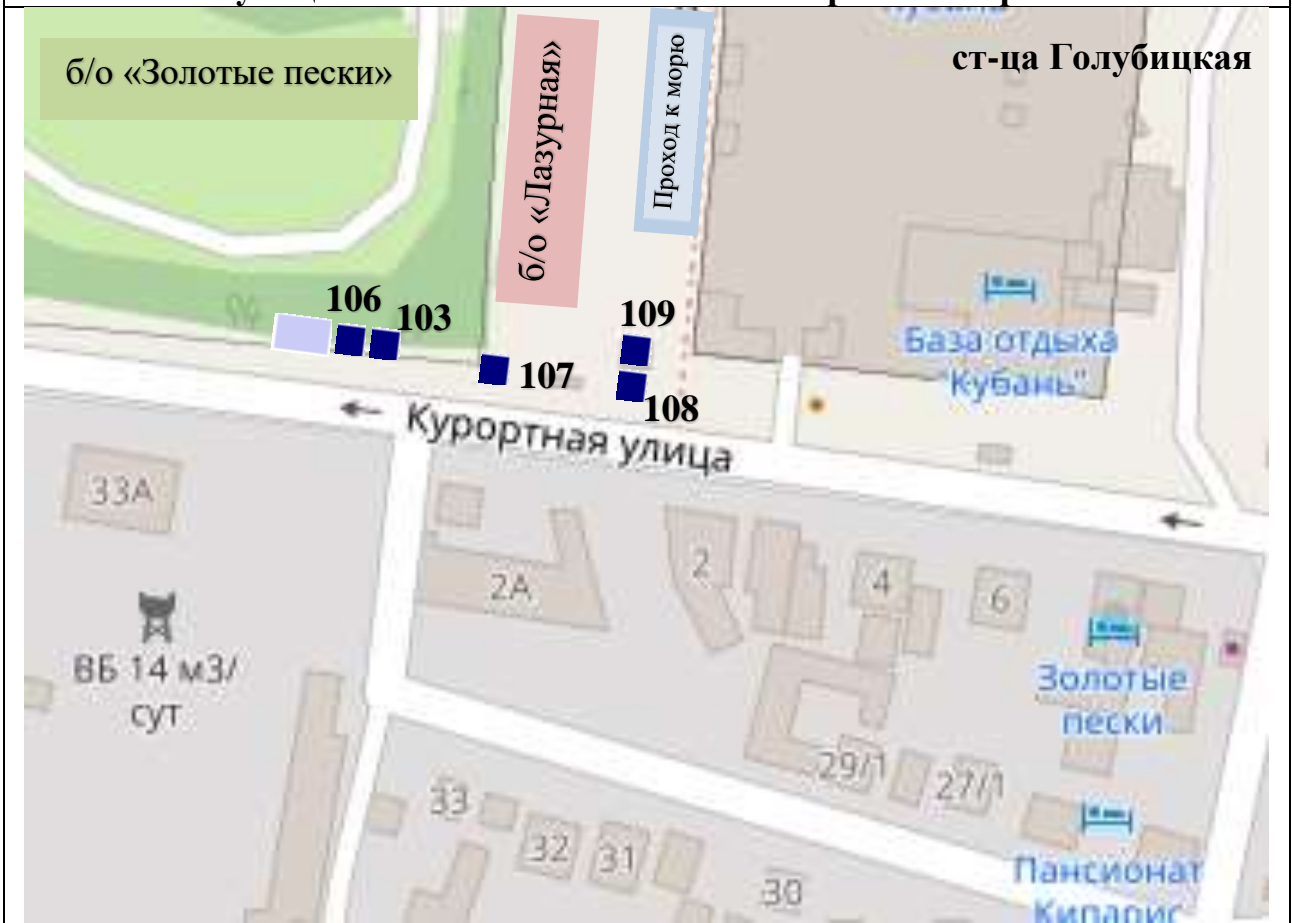 ст-ца Голубицкая
б/о «Золотые пески»
б/о «Лазурная»
Проход к морю
106
103
109
107
108
База отдыха
"Кубань"
Курортная улица
33А
2А
2
4
6
ВБ 14 м3/
сут
Золотые
пески
29/1
27/1
33
32
31
30
Пансионат
Кипарис